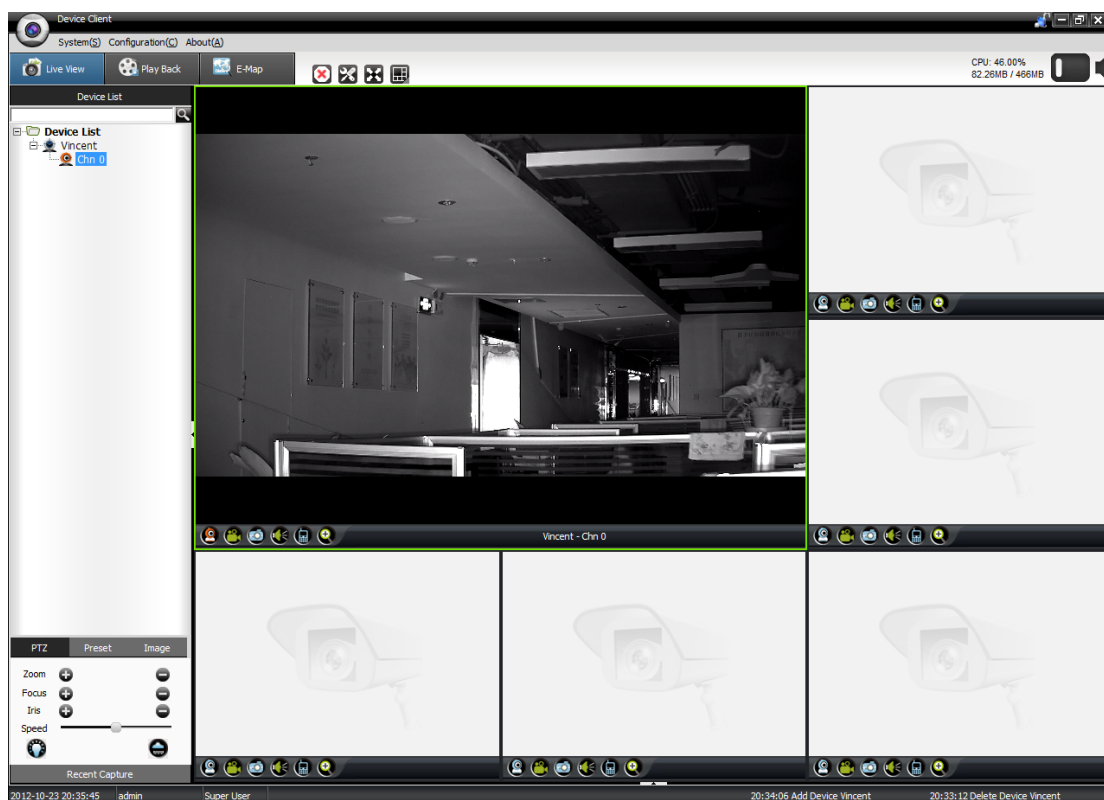 Device Client
System(S) Configuration(C) About(A)
Live View Play Back E-Map
CPU: 46.00%
82.26MB / 466MB
Device List
Device List
Vincent
Chn 0
Vincent - Chn 0
PTZ Preset Image
Zoom
Focus
Iris
Speed
Recent Capture
2012-10-23 20:35:45 admin Super User 20:34:06 Add Device Vincent 20:33:12 Delete Device Vincent